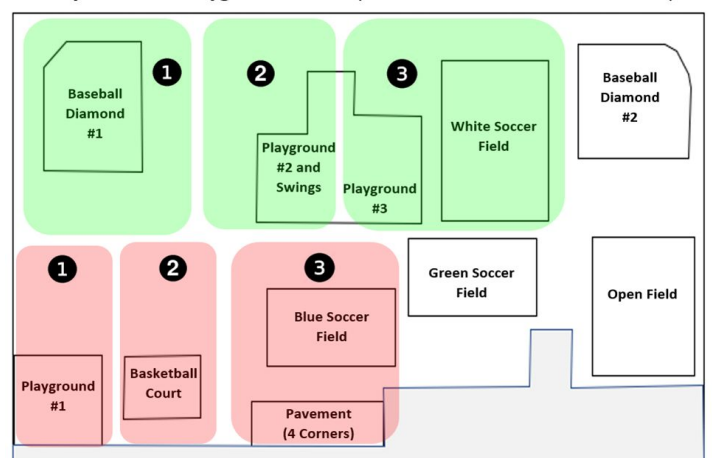 1
2
3
Baseball
Diamond
#1
Playground
#2 and
Swings
Playground
#3
White Soccer
Field
Baseball
Diamond
#2
1
2
3
Playground
#1
Basketball
Court
Blue Soccer
Field
Pavement
(4 Corners)
Green Soccer
Field
Open Field